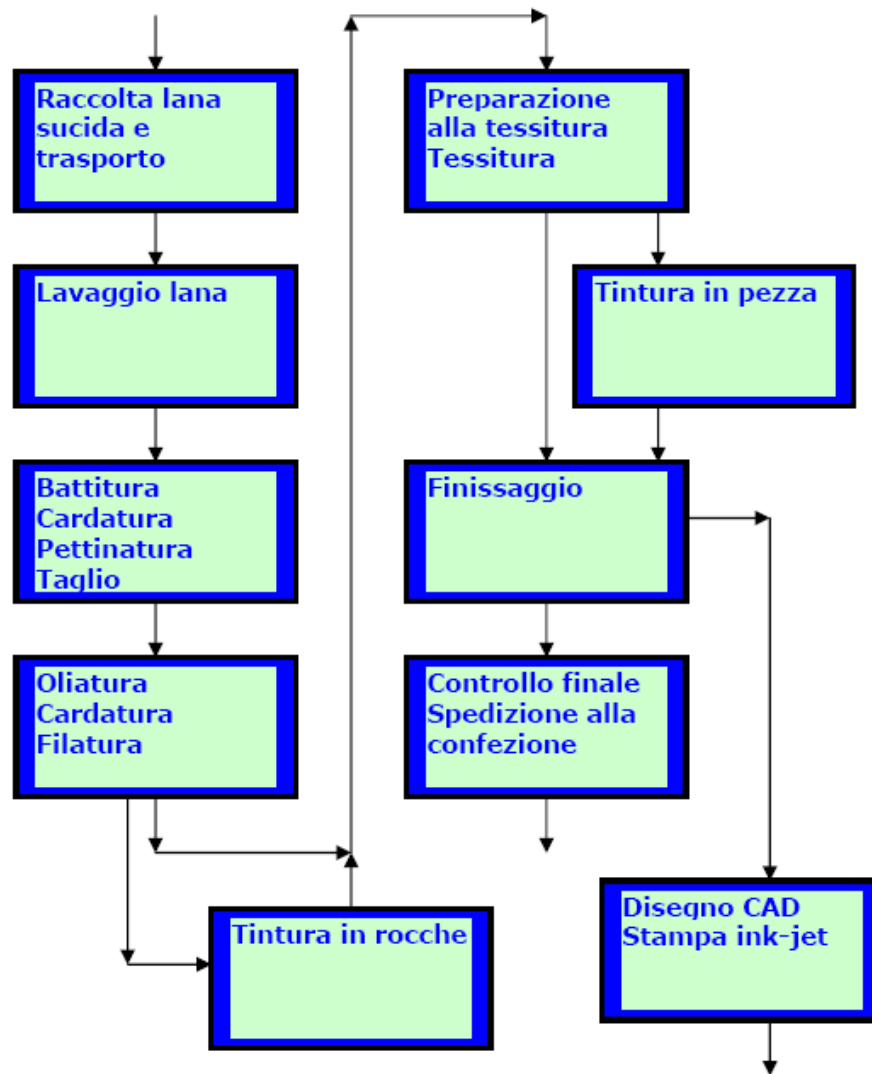 Raccolta lana
sucida e
trasporto
Lavaggio lana
Battitura
Cardatura
Pettinatura
Taglio
Oliatura
Cardatura
Filatura
Tintura in rocche
Preparazione
alla tessitura
Tessitura
Tintura in pezza
Finissaggio
Controllo finale
Spedizione alla
confezione
Disegno CAD
Stampa ink-jet